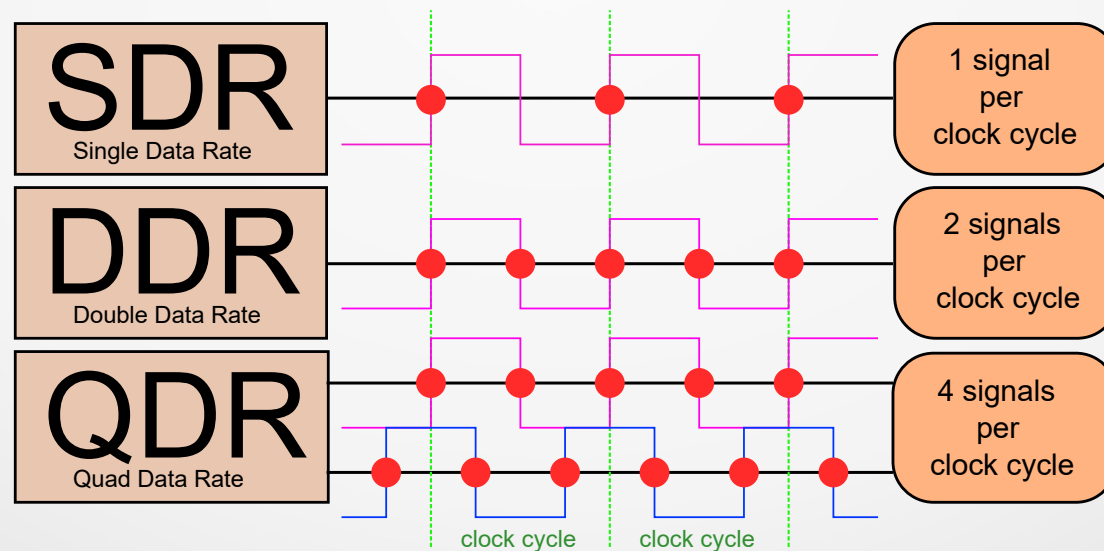 SDR
Single Data Rate
1 signal
per
clock cycle
DDR
Double Data Rate
2 signals
per
clock cycle
QDR
Quad Data Rate
4 signals
per
clock cycle
clock cycle
clock cycle